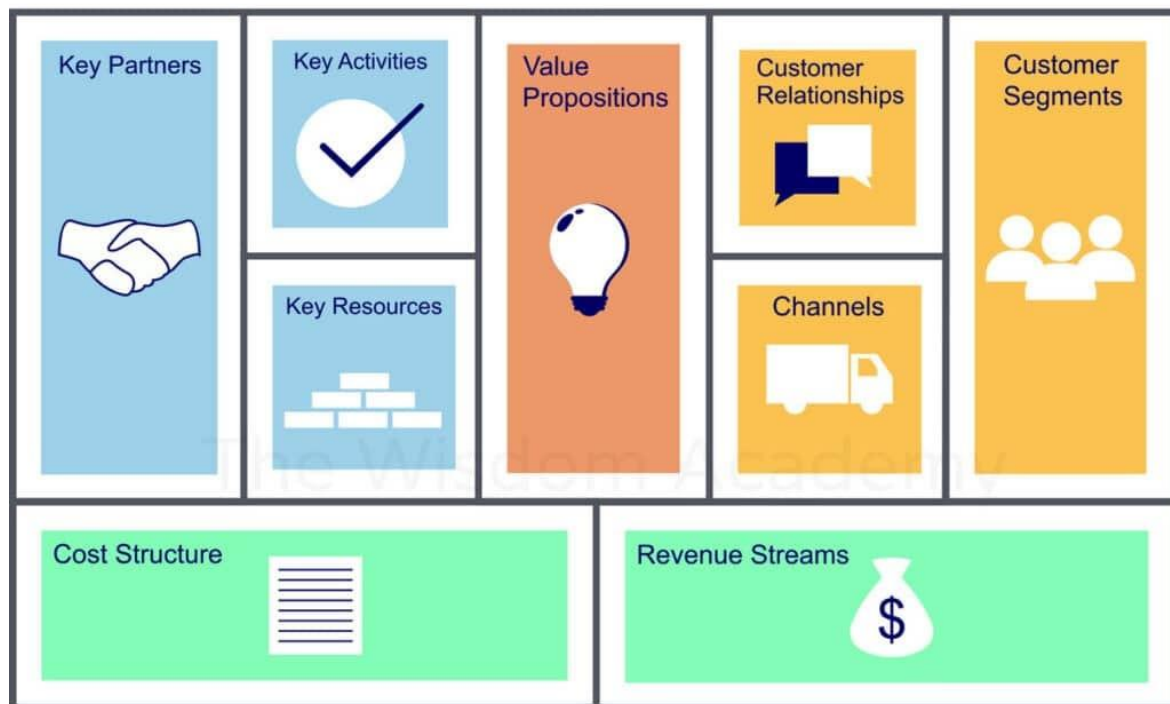 Key Partners
Key Activities
Value
Propositions
Customer
Relationships
Customer
Segments
Key Resources
Channels
The Wisdom Academy
Cost Structure
Revenue Streams
$